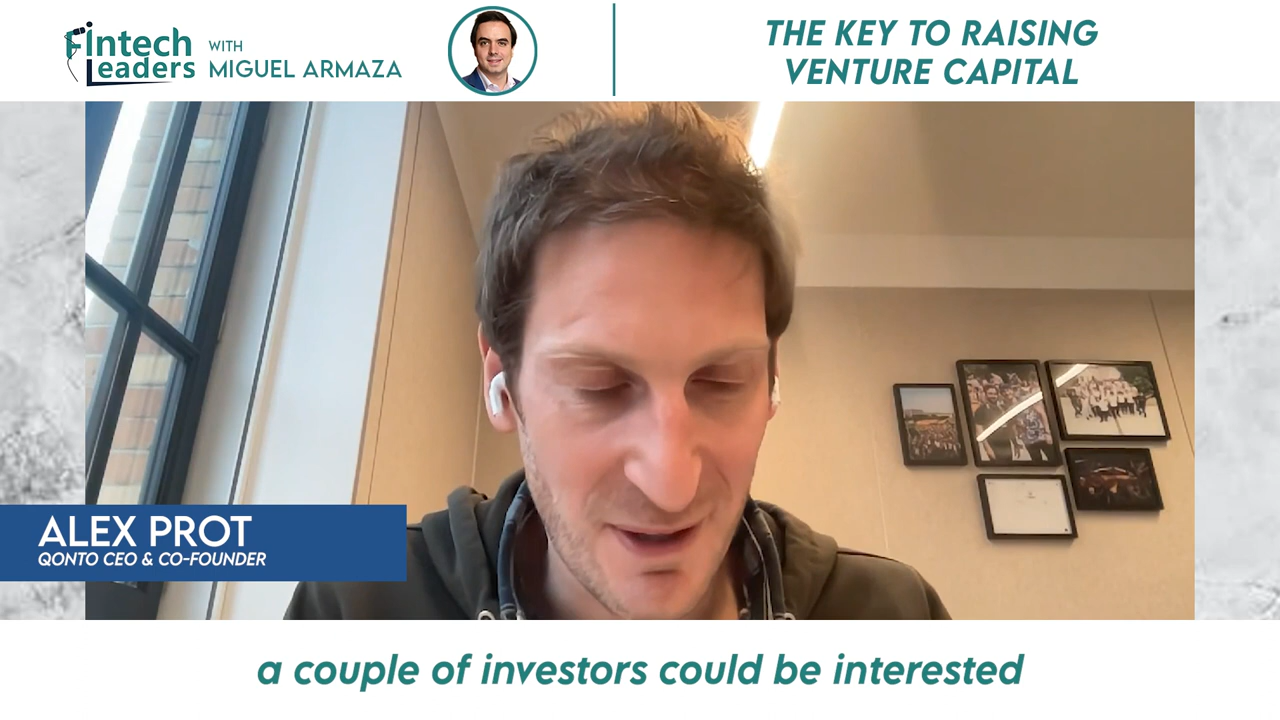 Fintech
Leaders
WITH
MIGUEL ARMAZA
THE KEY TO RAISING
VENTURE CAPITAL
ALEX PROT
QONTO CEO & CO-FOUNDER
a couple of investors could be interested